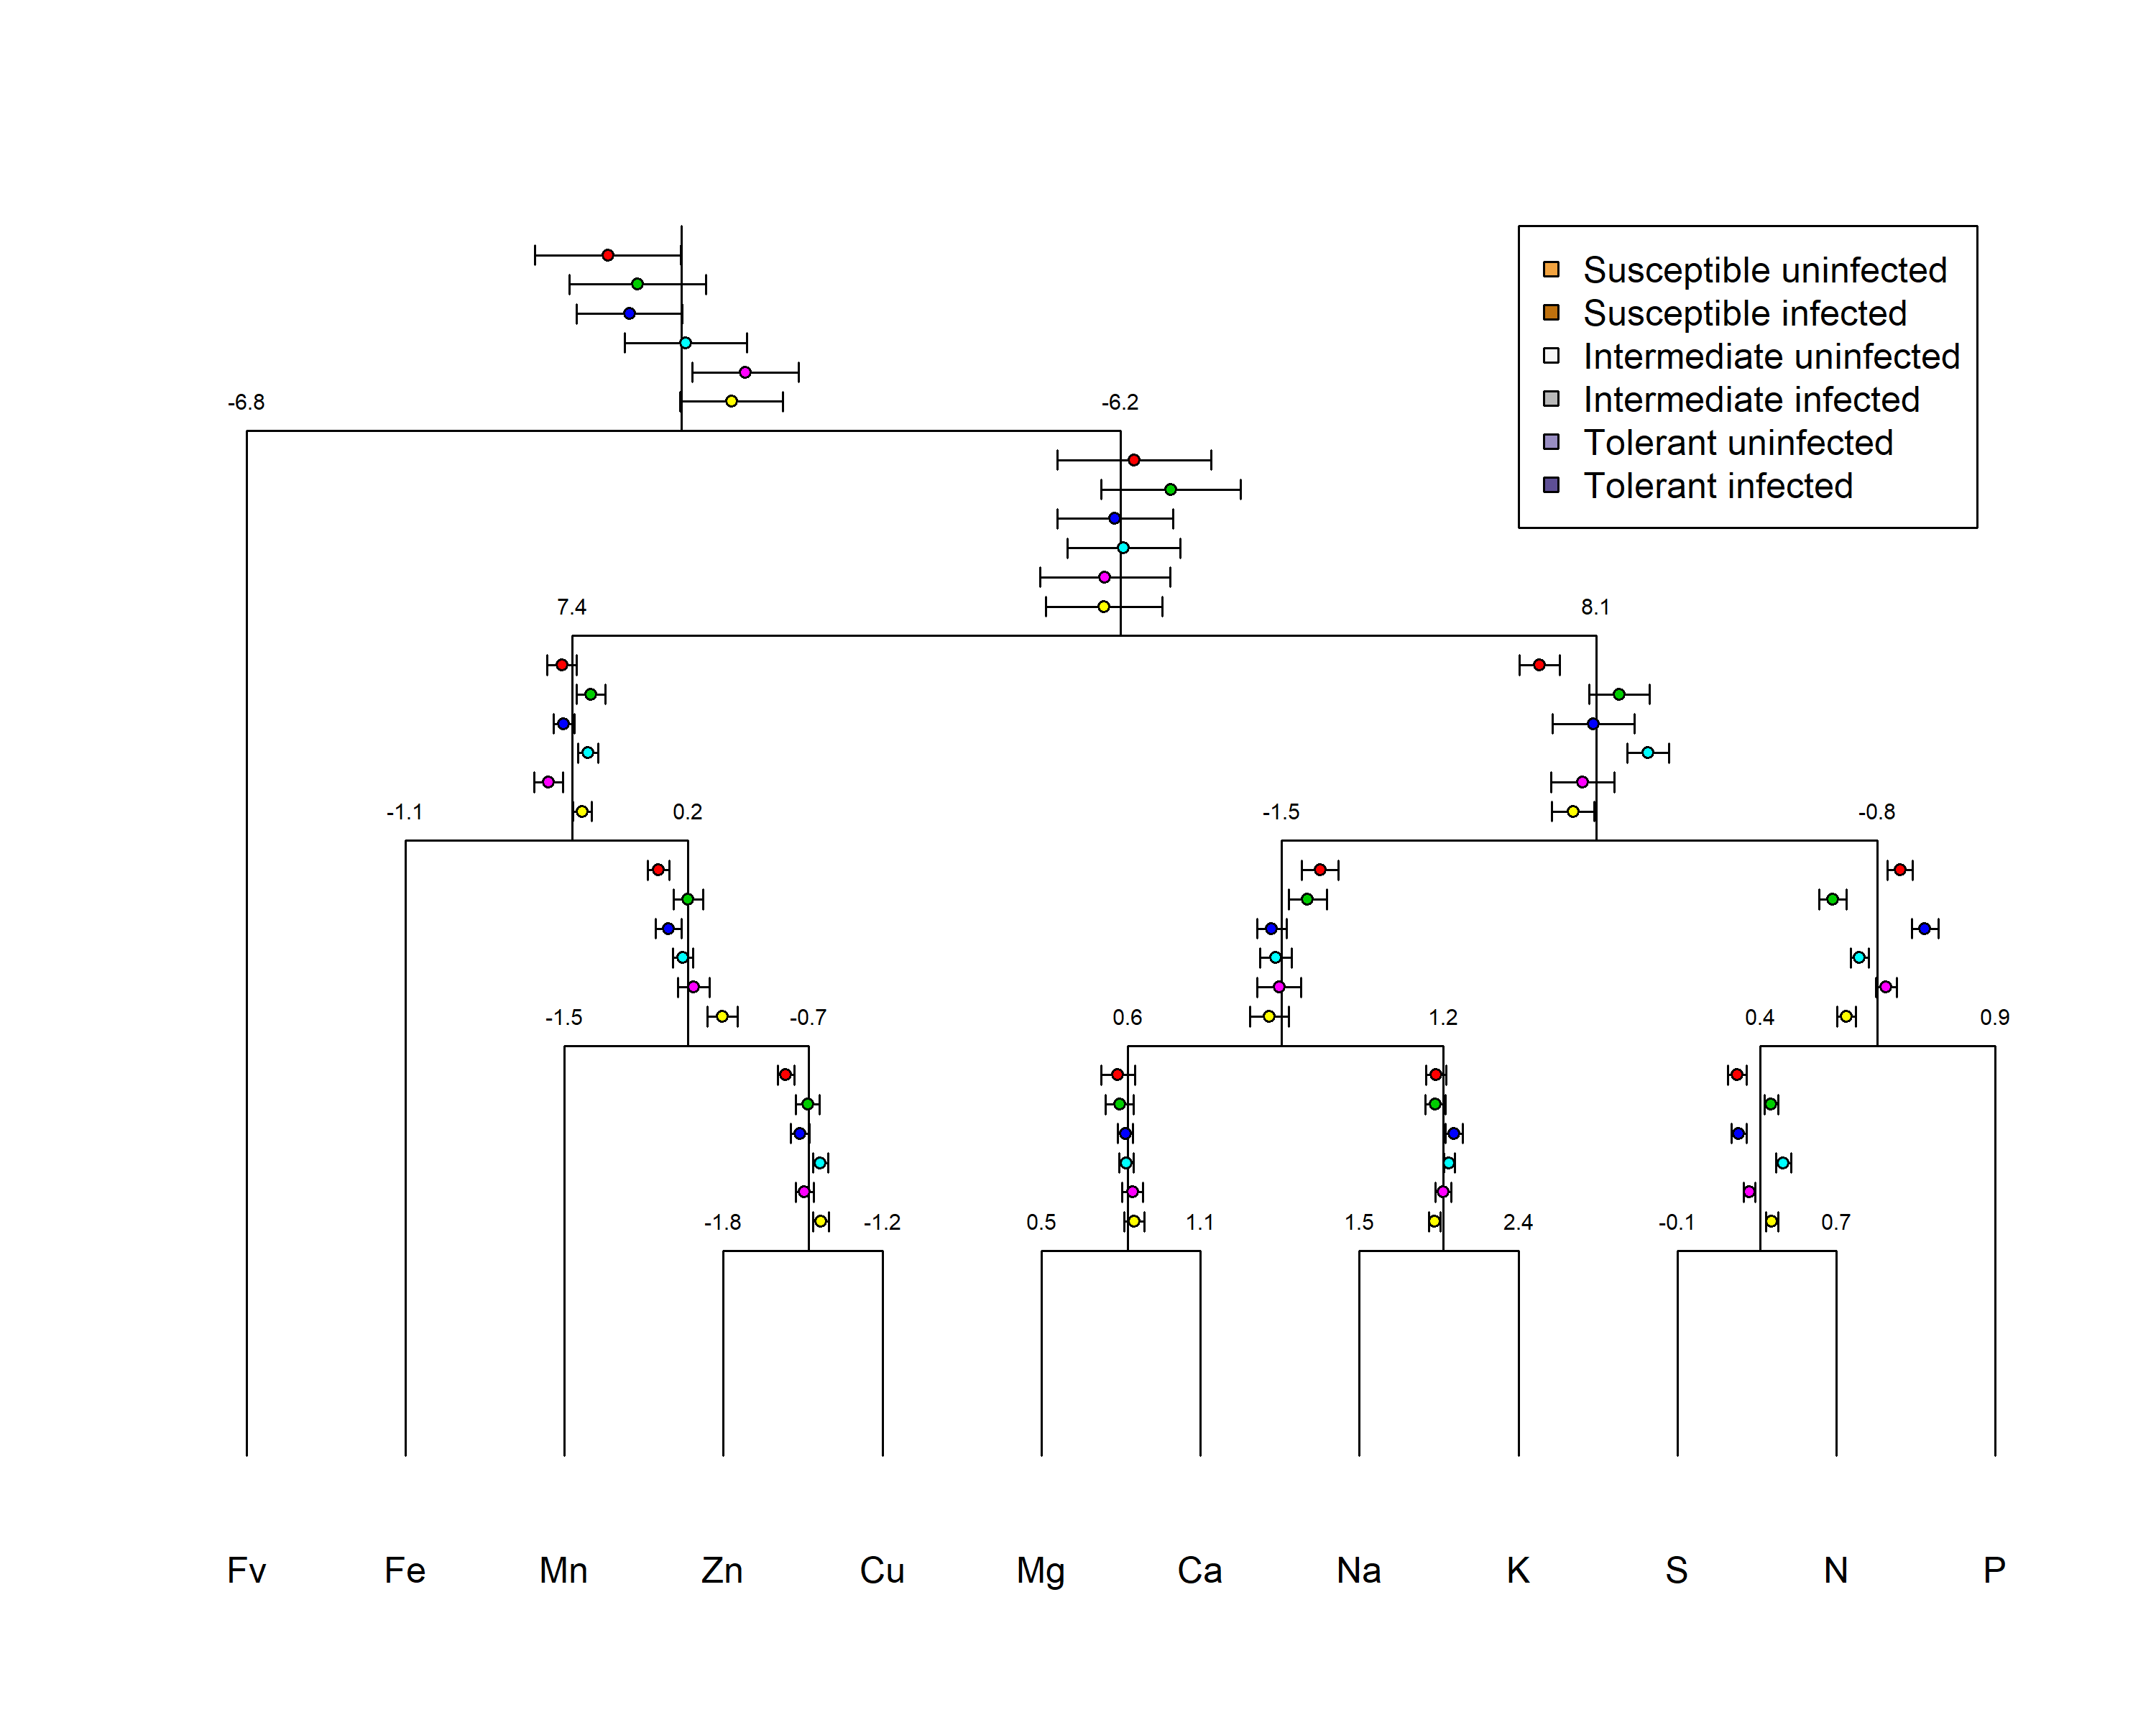 Susceptible uninfected
Susceptible infected
Intermediate uninfected
Intermediate infected
Tolerant uninfected
Tolerant infected
-6.8 -6.2
7.4 8.1
-1.1 0.2 -1.5 -0.8
-1.5 -0.7 0.6 1.2 0.4 0.9
-1.8 -1.2 0.5 1.1 1.5 2.4 -0.1 0.7
Fv Fe Mn Zn Cu Mg Ca Na K S N P